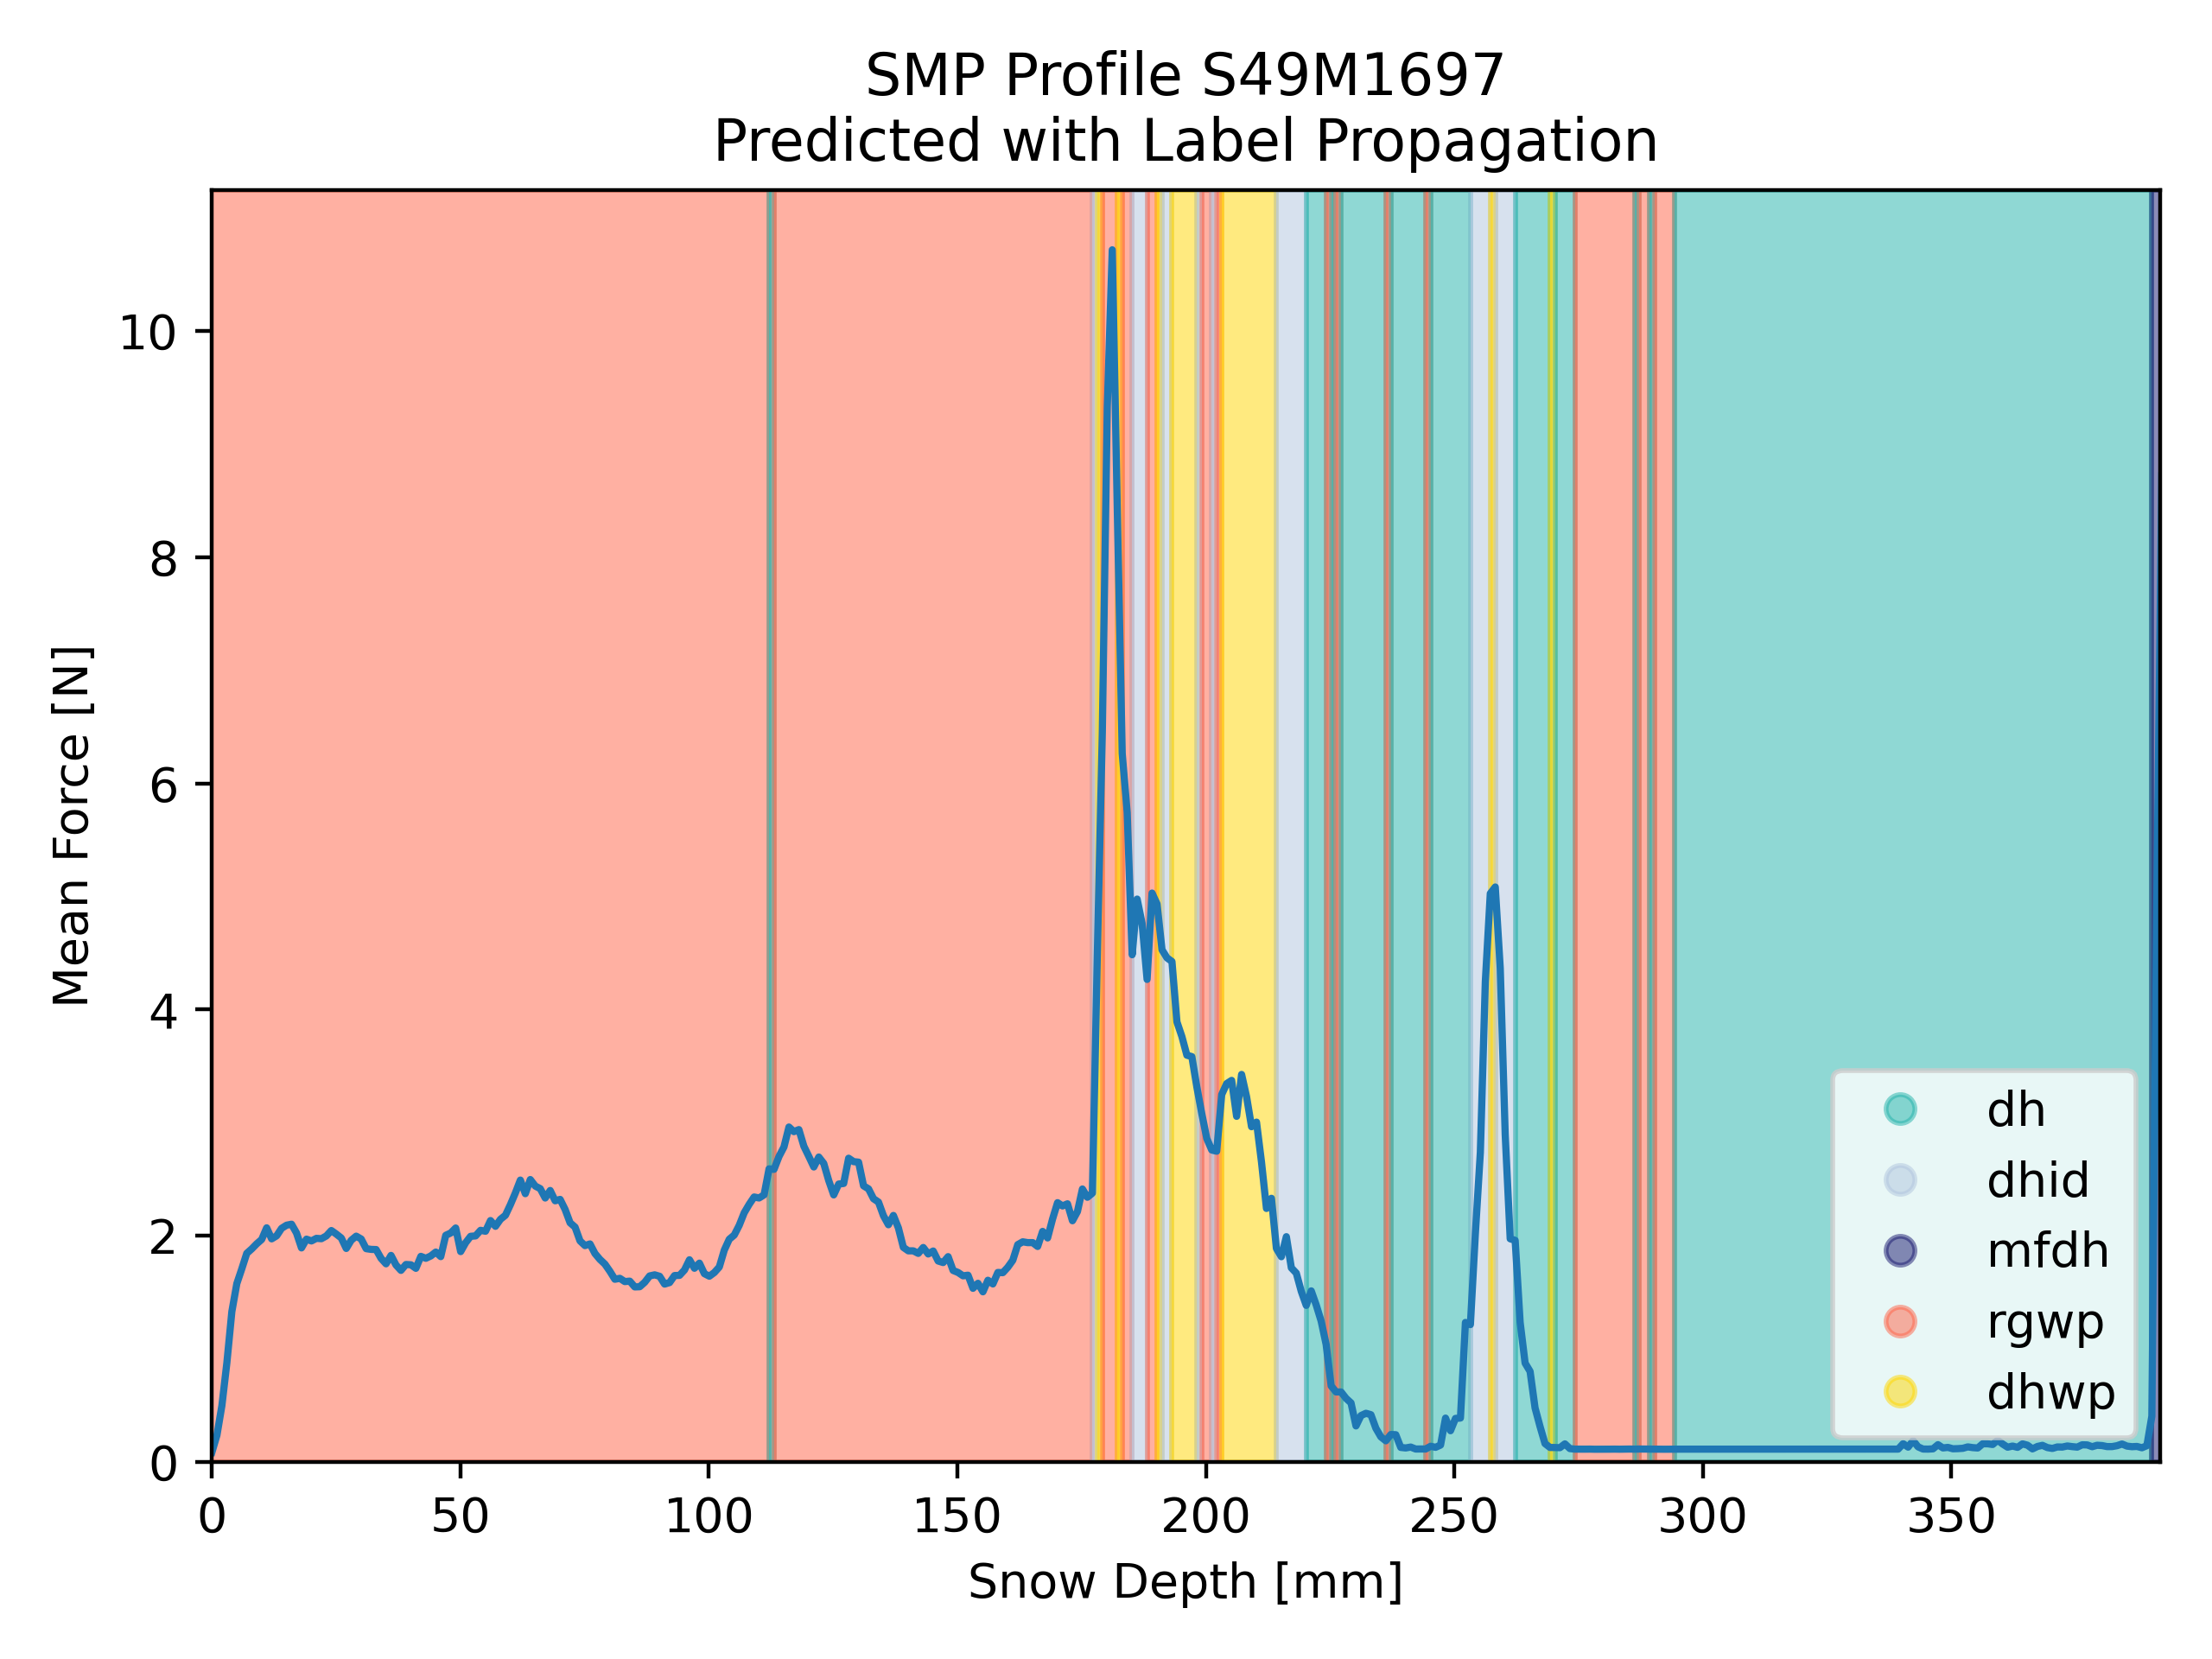 SMP Profile S49M1697
Predicted with Label Propagation
Mean Force [N]
10
8
6
4
2
0
dh
dhid
mfdh
rgwp
dhwp
0 50 100 150 200 250 300 350
Snow Depth [mm]